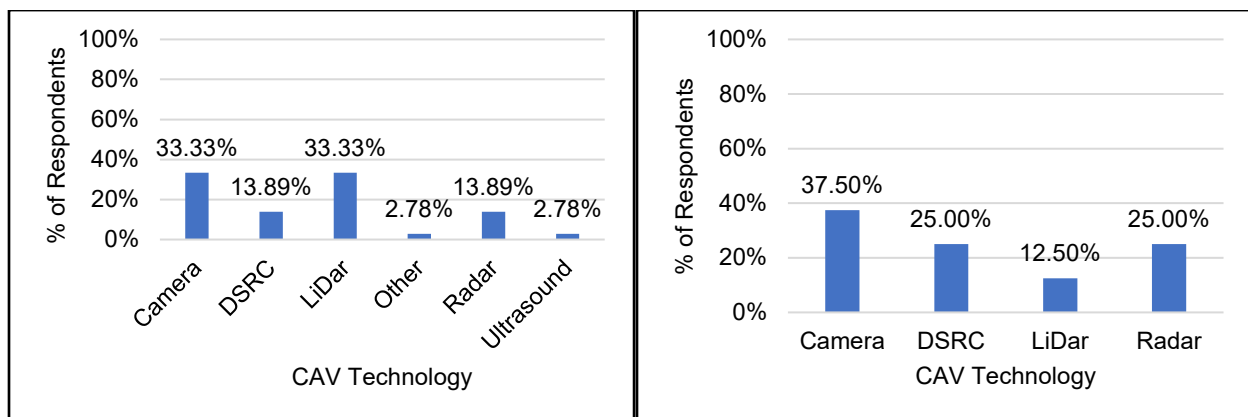 % of Respondents
100%
80%
60%
40%
20%
0%
33.33%
13.89%
33.33%
2.78%
13.89%
2.78%
Camera
DSRC
LiDar
Other
Radar
Ultrasound
CAV Technology
% of Respondents
100%
80%
60%
40%
20%
0%
37.50%
25.00%
12.50%
25.00%
Camera
DSRC
LiDar
Radar
CAV Technology